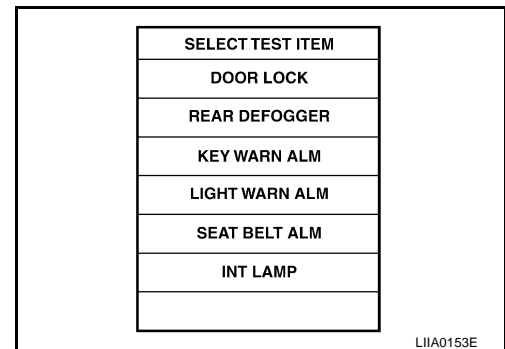 SELECT TEST ITEM
DOOR LOCK
REAR DEFOGGER
KEY WARN ALM
LIGHT WARN ALM
SEAT BELT ALM
INT LAMP
LIIA0153E